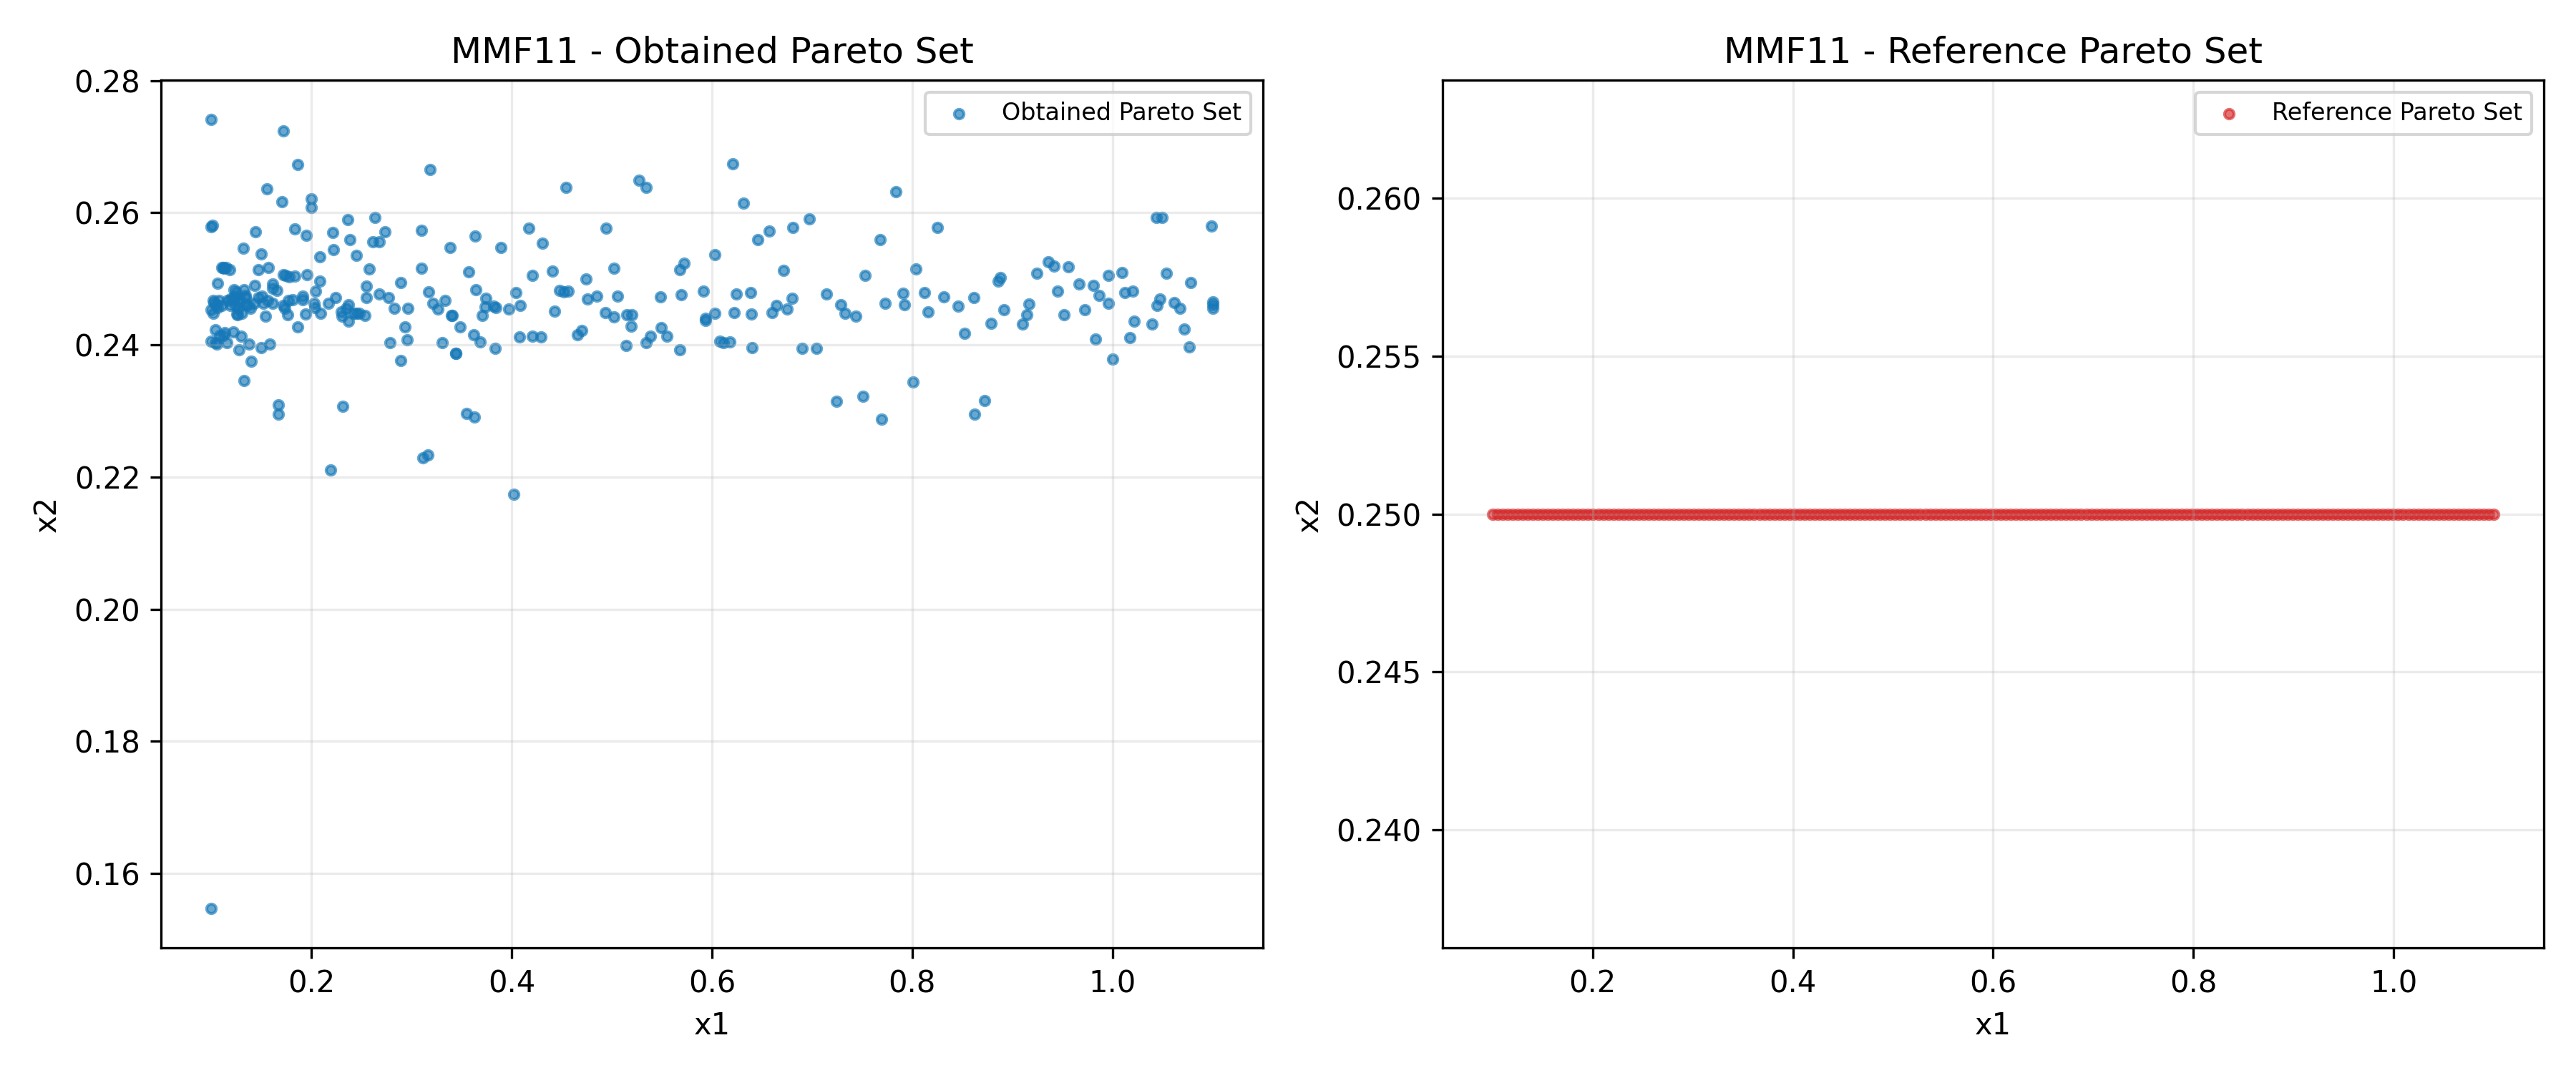 MMF11 - Obtained Pareto Set
0.28
0.26
0.24
0.22
0.20
0.18
0.16
x2
0.2 0.4 0.6 0.8 1.0
x1
Obtained Pareto Set
MMF11 - Reference Pareto Set
0.260
0.255
0.250
0.245
0.240
x2
0.2 0.4 0.6 0.8 1.0
x1
Reference Pareto Set